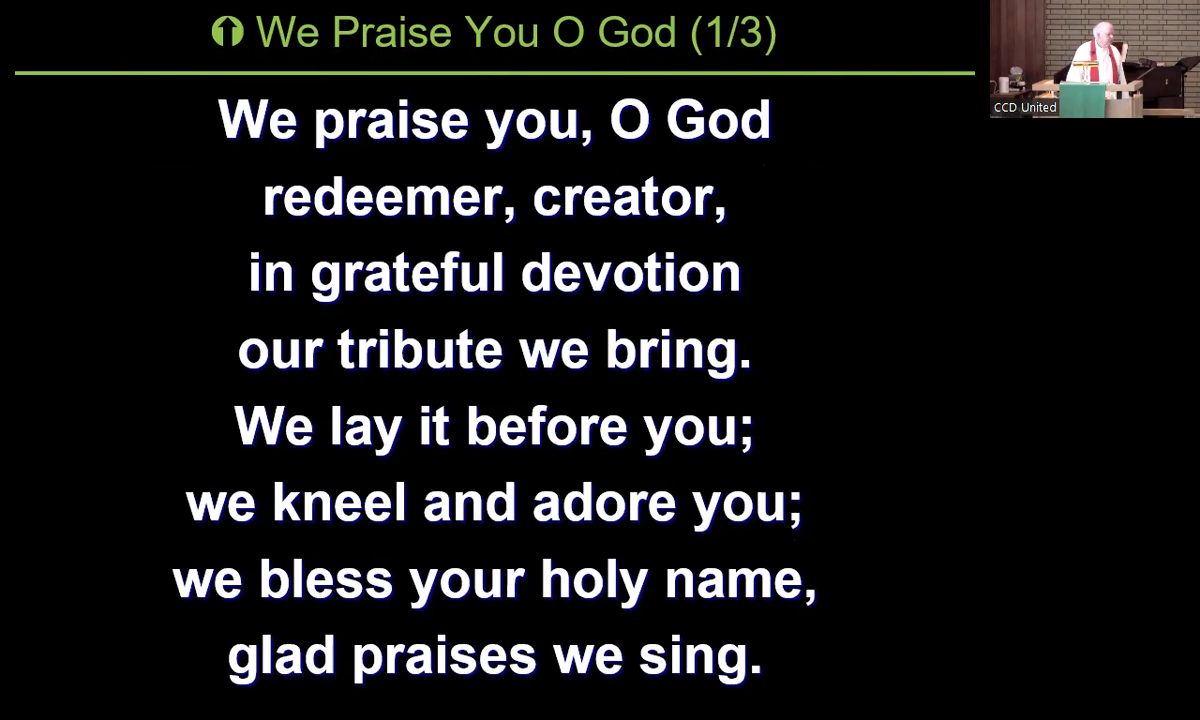 We Praise You O God (1/3)
CCD United
We praise you, O God
redeemer, creator,
in grateful devotion
our tribute we bring.
We lay it before you;
we kneel and adore you;
we bless your holy name,
glad praises we sing.